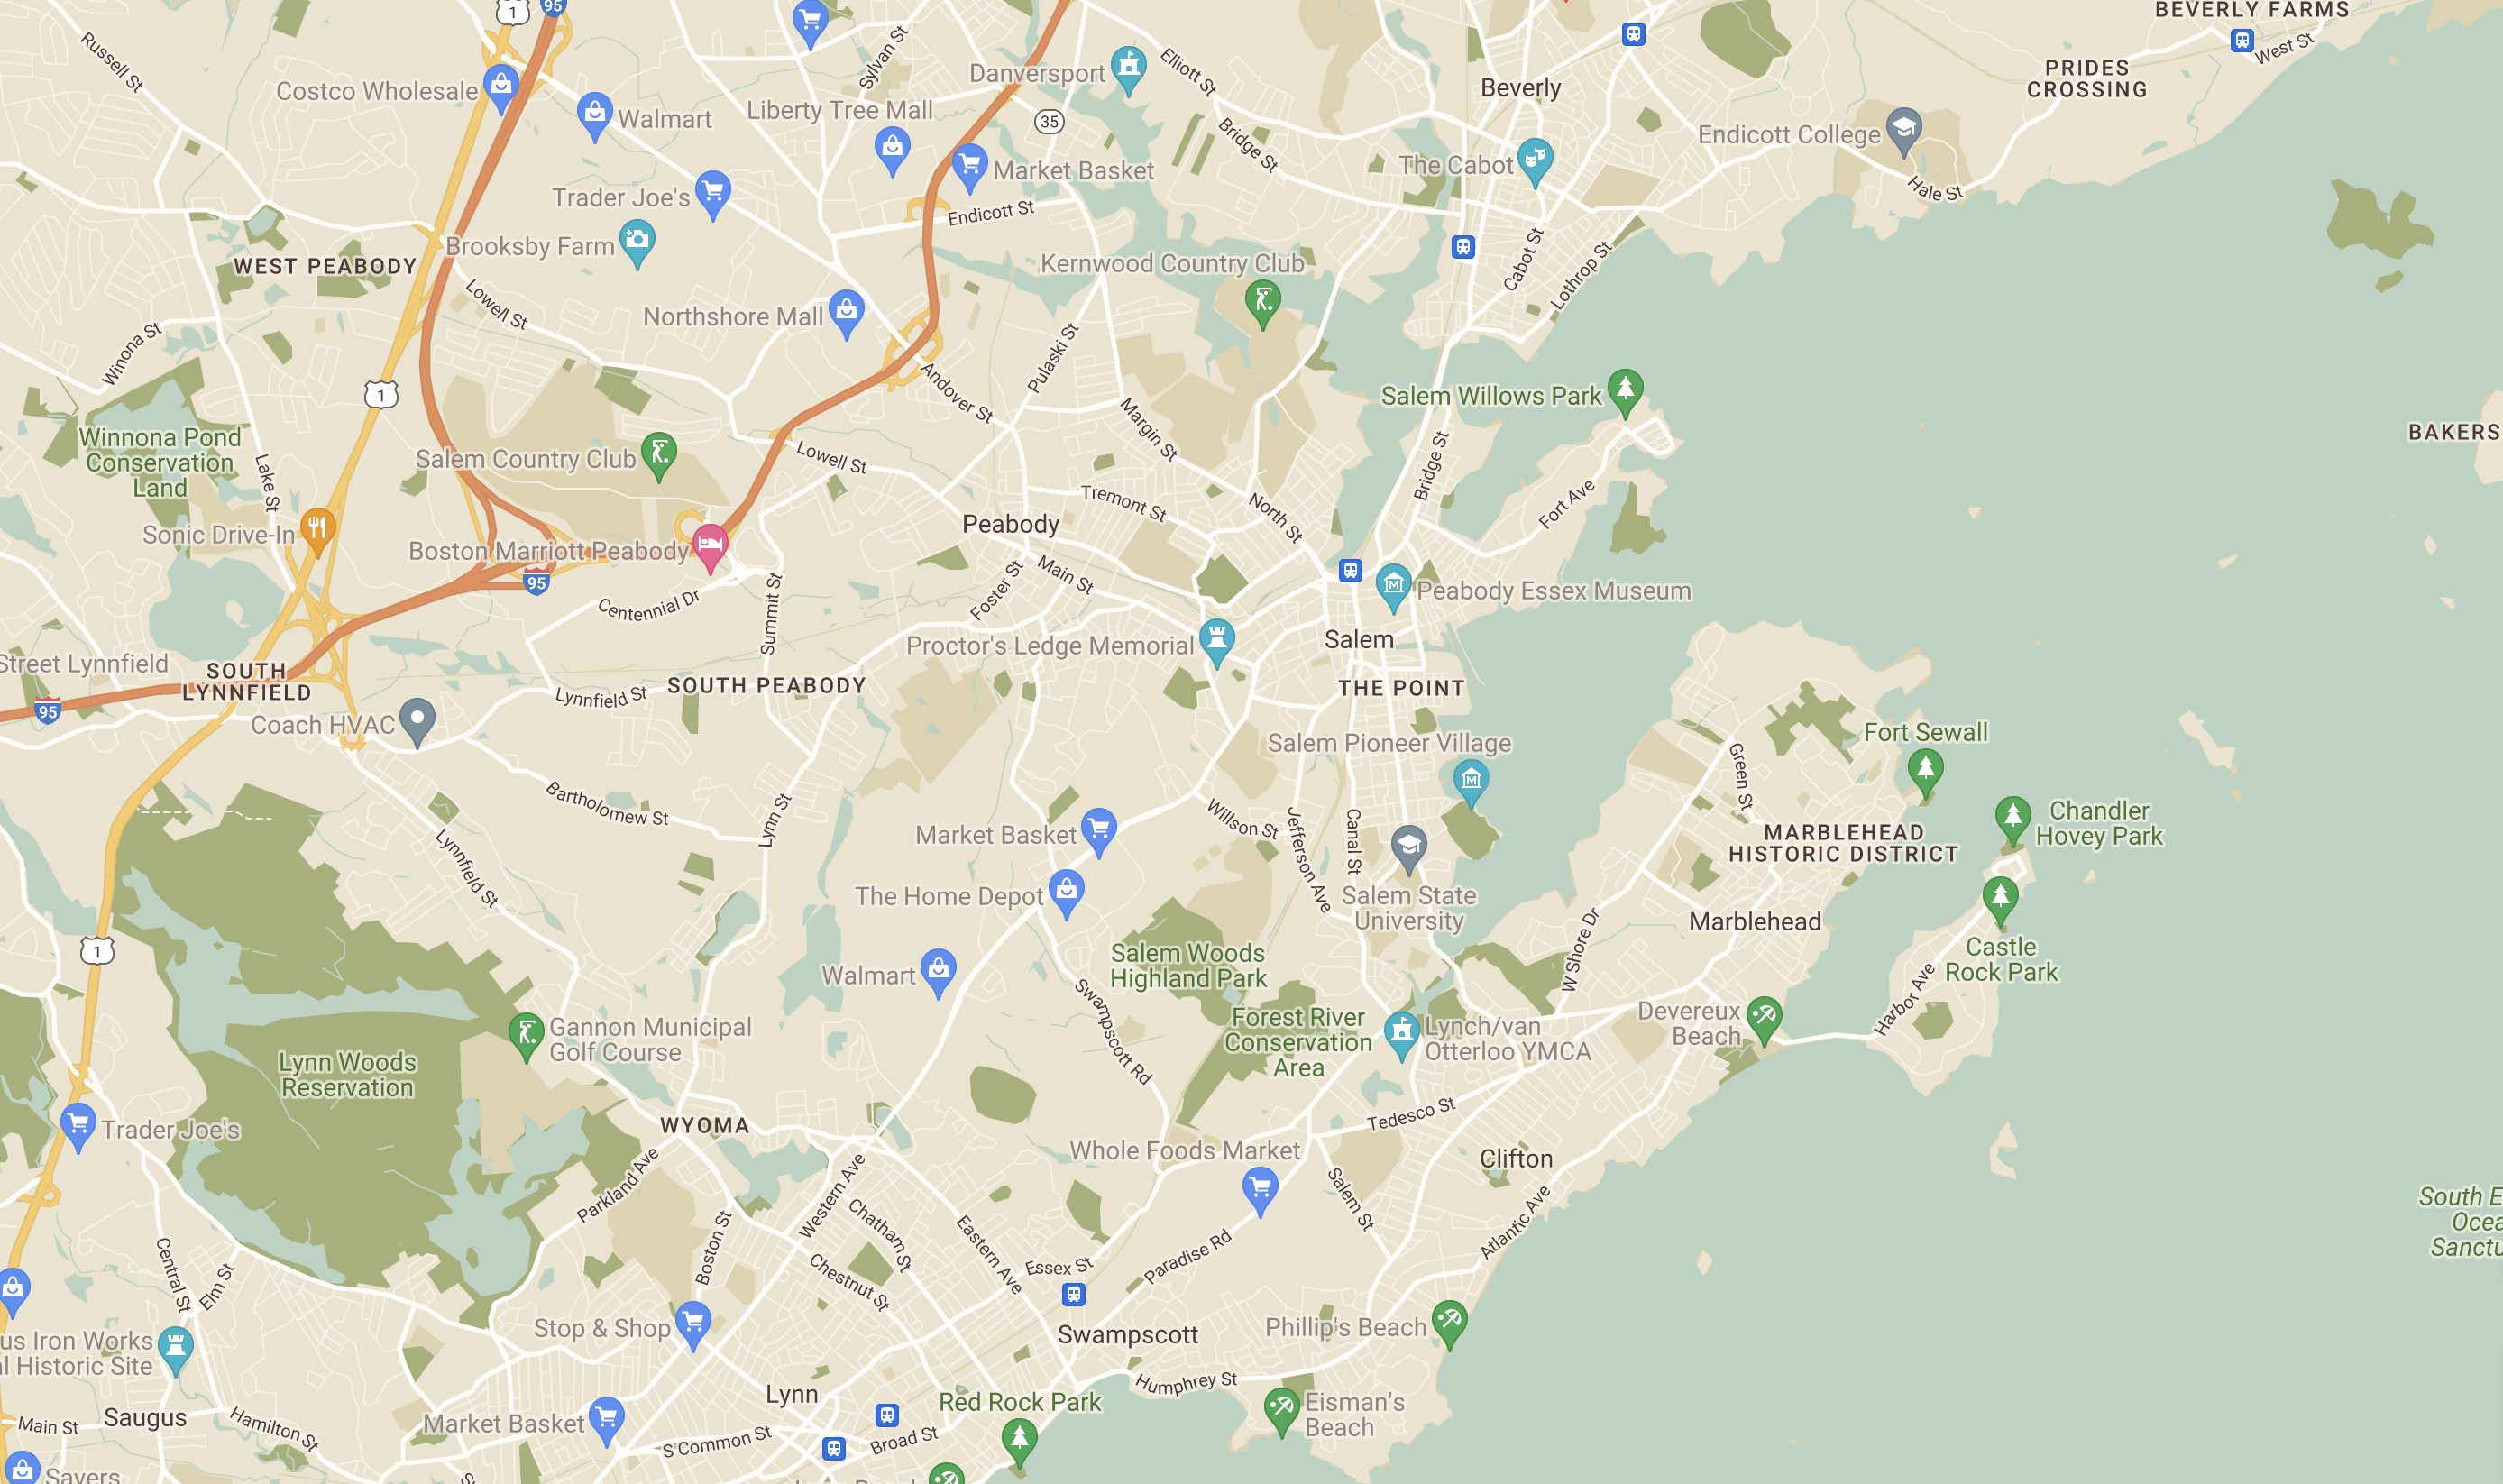 1
95
BEVERLY FARMS
West St
Russell St
Sylvan St
Elliott St
Danversport
Costco Wholesale
Walmart
Liberty Tree Mall
35
Beverly
PRIDES
CROSSING
Bridge St
Endicott College
The Cabot
Market Basket
Trader Joe's
Hale St
Endicott St
Brooksby Farm
WEST PEABODY
Kernwood Country Club
Cabot St
Lothrop St
Lowell St
Northshore Mall
Winona St
Pulaski St
1
Andover St
Salem Willows Park
Margin St
BAKERS
Winnona Pond
Conservation
Land
Salem Country Club
Lowell St
Lake St
Bridge St
Tremont St
North St
Fort Ave
Sonic Drive-In
Peabody
Boston Marriott Peabody
95
Main St
Foster St
Centennial Dr
Summit St
Peabody Essex Museum
Proctor's Ledge Memorial
Salem
Street Lynnfield
SOUTH
LYNNFIELD
SOUTH PEABODY
THE POINT
Lynnfield St
95
Coach HVAC
Fort Sewall
Salem Pioneer Village
Green St
Bartholomew St
Lynn St
Chandler
Hovey Park
Willson St
Jefferson Ave
Canal St
Market Basket
MARBLEHEAD
HISTORIC DISTRICT
Lynnfield St
The Home Depot
Salem State
University
Marblehead
W Shore Dr
1
Salem Woods
Highland Park
Castle
Rock Park
Walmart
Swampscott Rd
Harbor Ave
Forest River
Conservation
Area
Devereux
Beach
Gannon Municipal
Golf Course
Lynch/van
Otterloo YMCA
Lynn Woods
Reservation
Trader Joe's
WYOMA
Tedesco St
Whole Foods Market
Clifton
Parkland Ave
Western Ave
Salem St
Atlantic Ave
South E
Ocea
Sanctu
Chatham St
Eastern Ave
Boston St
Central St
Elm St
Essex St
Paradise Rd
Chestnut St
Stop & Shop
Swampscott
Phillip's Beach
us Iron Works
al Historic Site
Humphrey St
Lynn
Red Rock Park
Eisman's
Beach
Main St
Saugus
Hamilton St
Market Basket
S Common St
Broad St
Savers